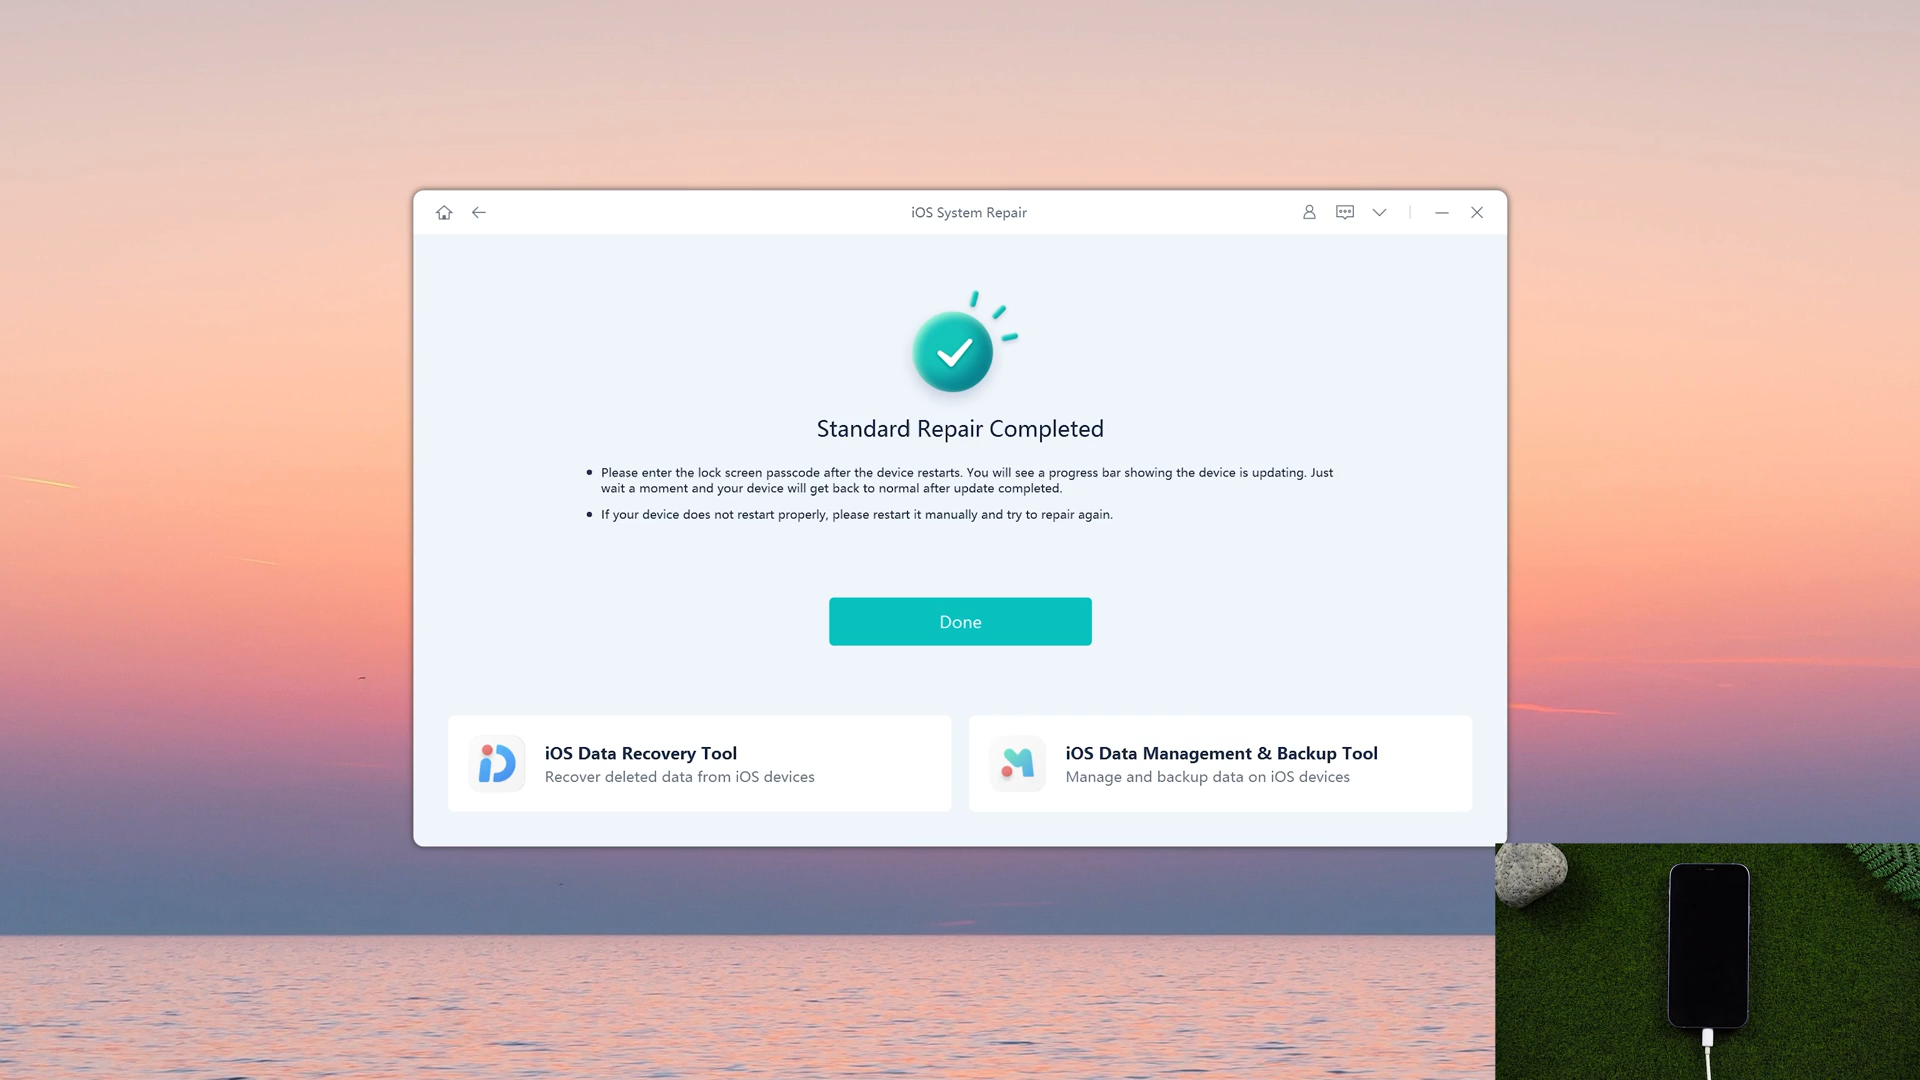 iOS System Repair
Standard Repair Completed
Please enter the lock screen passcode after the device restarts. You will see a progress bar showing the device is updating. Just
wait a moment and your device will get back to normal after update completed.
If your device does not restart properly, please restart it manually and try to repair again.
Done
iOS Data Recovery Tool
Recover deleted data from iOS devices
iOS Data Management & Backup Tool
Manage and backup data on iOS devices